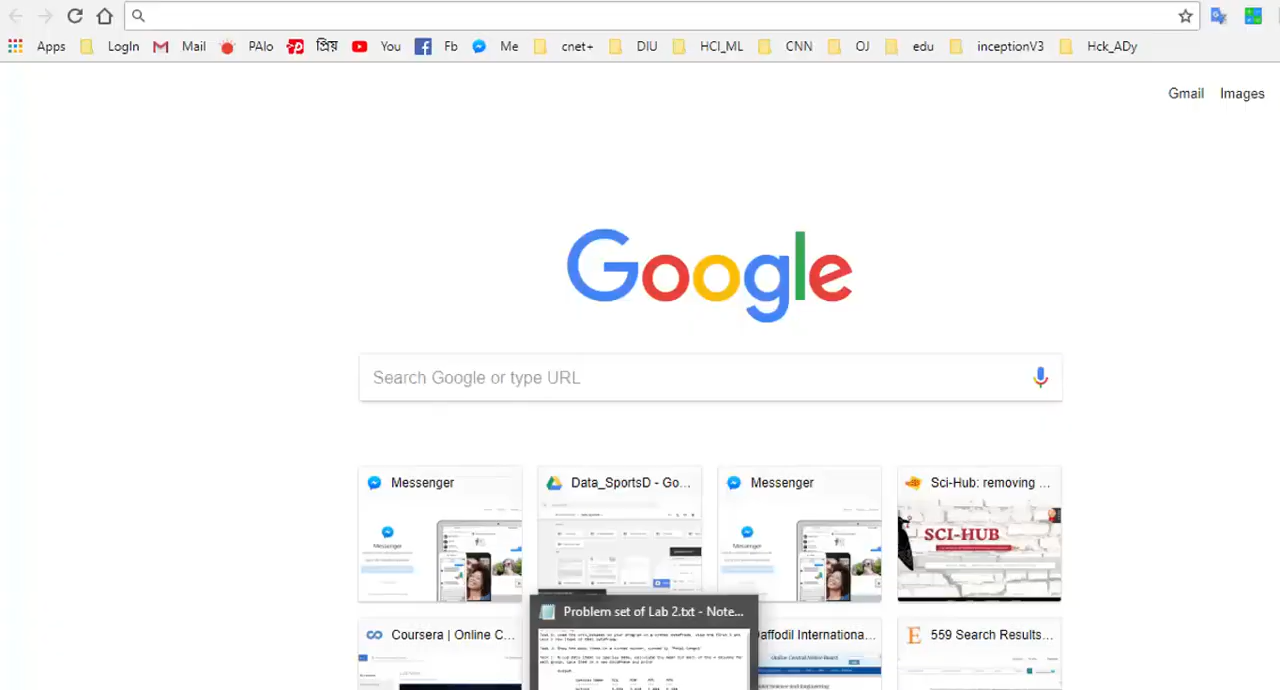 Apps LogIn Mail PAlo প্রিয় You Fb Me cnet+ DIU HCI_ML CNN OJ edu inceptionV3 Hck_ADy
Gmail Images
Google
Search Google or type URL
Messenger Data_SportsD - Go... Messenger Sci-Hub: removing ...
SCI-HUB
Problem set of Lab 2.txt - Note...
Coursera | Online C... Daffodil Internationa... 559 Search Results...